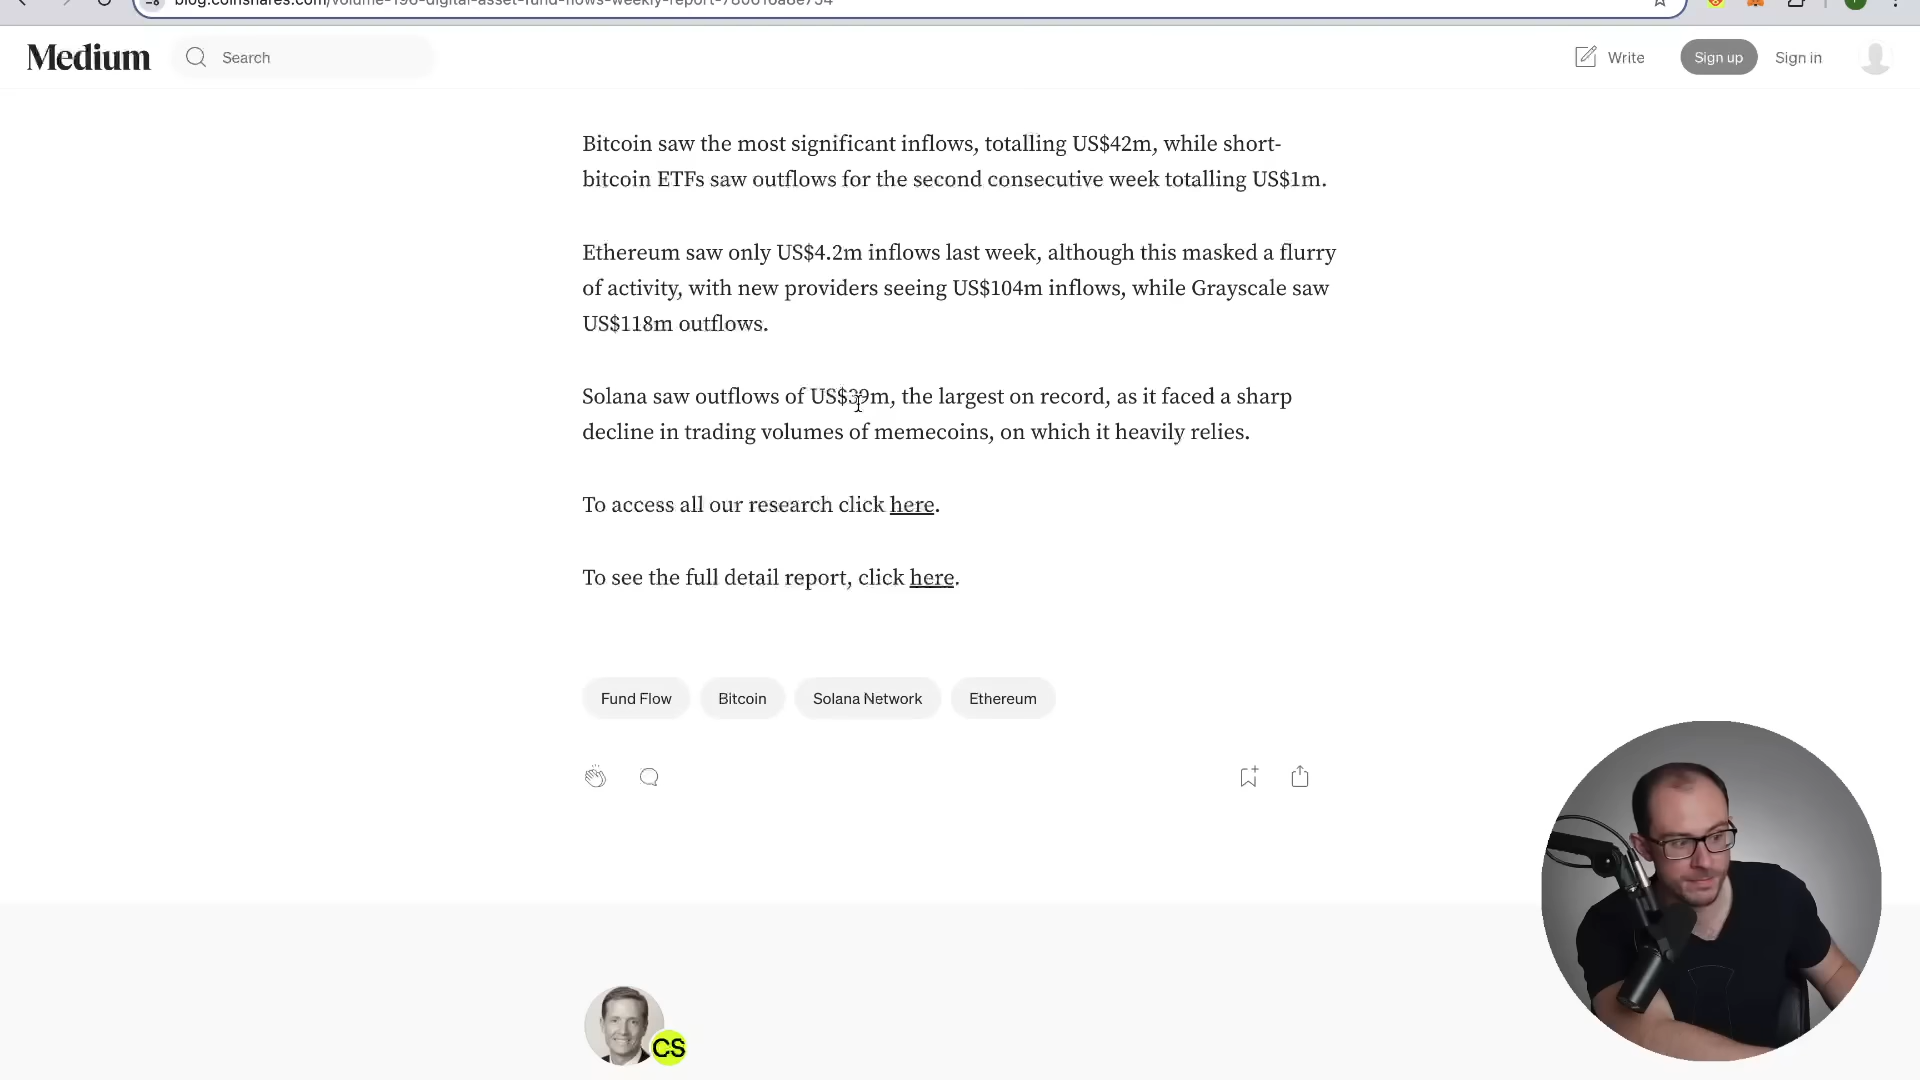 Medium
Search
Write
Sign up
Sign in
Bitcoin saw the most significant inflows, totalling US$42m, while short-
bitcoin ETFs saw outflows for the second consecutive week totalling US$1m.
Ethereum saw only US$4.2m inflows last week, although this masked a flurry
of activity, with new providers seeing US$104m inflows, while Grayscale saw
US$118m outflows.
Solana saw outflows of US$39m, the largest on record, as it faced a sharp
decline in trading volumes of memecoins, on which it heavily relies.
To access all our research click here.
To see the full detail report, click here.
Fund Flow
Bitcoin
Solana Network
Ethereum
CS